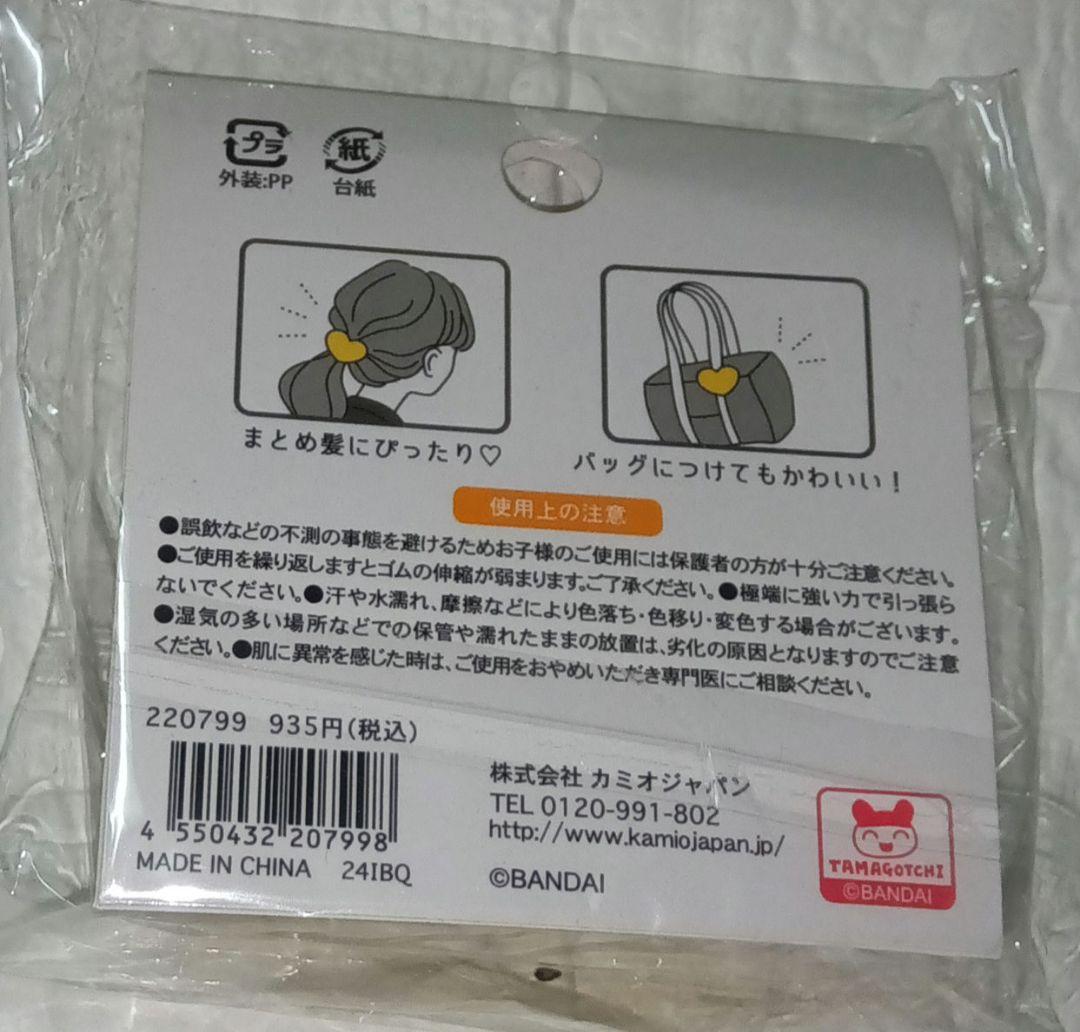 プラ 紙
外装:PP 台紙
まとめ髪にぴったり♡
バッグにつけてもかわいい!
使用上の注意
●誤飲などの不測の事態を避けるためお子様のご使用には保護者の方が十分ご注意ください。
●ご使用を繰り返しますとゴムの伸縮が弱まります。ご了承ください。●極端に強い力で引っ張ら
ないでください。●汗や水濡れ、摩擦などにより色落ち・色移り・変色する場合がございます。
●湿気の多い場所などでの保管や濡れたままの放置は、劣化の原因となりますのでご注意
ください。●肌に異常を感じた時は、ご使用をおやめいただき専門医にご相談ください。
220799 935円(税込)
4 550432 207998
MADE IN CHINA 24IBQ
株式会社 カミオジャパン
TEL 0120-991-802
http://www.kamiojapan.jp/
©BANDAI
TAMAGOTCHI
©BANDAI